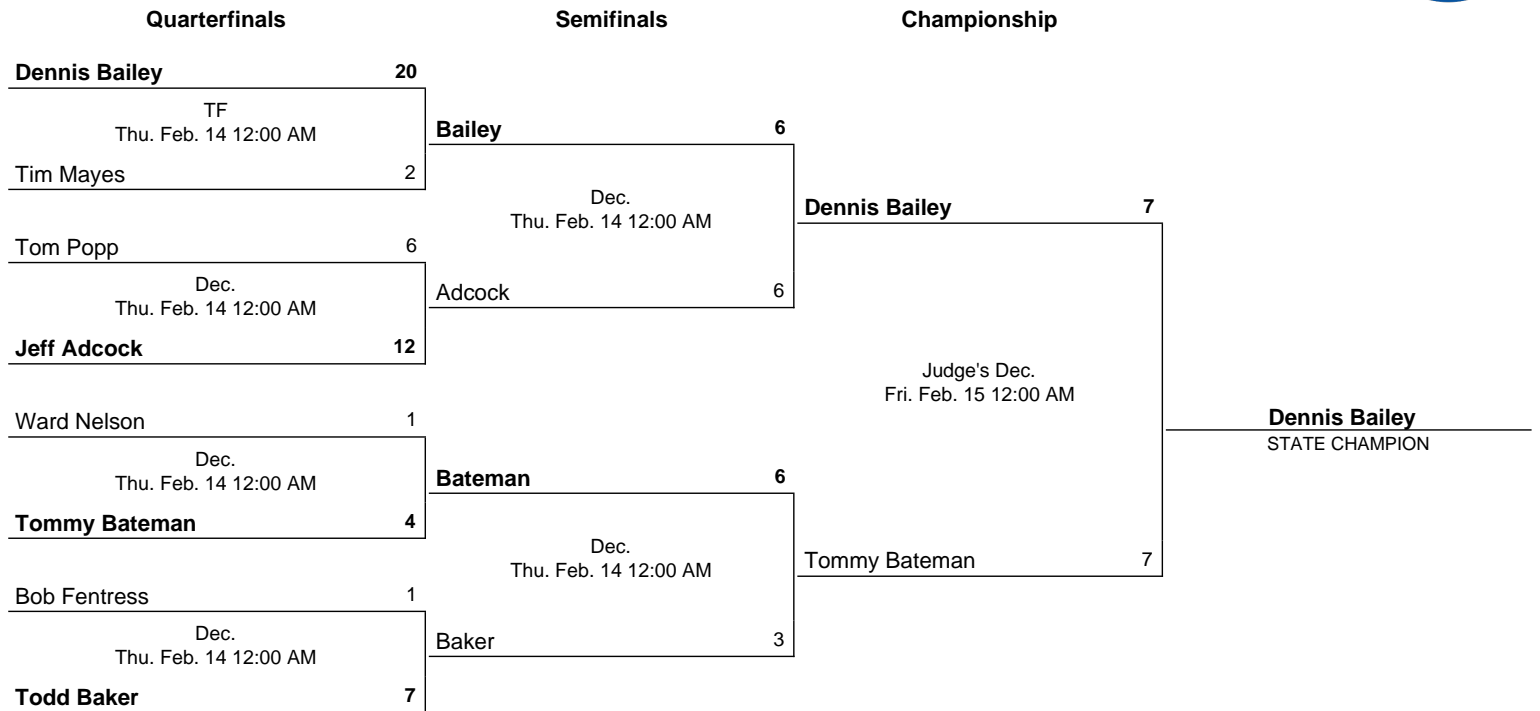 Quarterfinals Semifinals Championship
Dennis Bailey 20
TF
Thu. Feb. 14 12:00 AM
Tim Mayes 2
Tom Popp 6
Dec.
Thu. Feb. 14 12:00 AM
Jeff Adcock 12
Ward Nelson 1
Dec.
Thu. Feb. 14 12:00 AM
Tommy Bateman 4
Bob Fentress 1
Dec.
Thu. Feb. 14 12:00 AM
Todd Baker 7
Bailey 6
Dec.
Thu. Feb. 14 12:00 AM
Adcock 6
Bateman 6
Dec.
Thu. Feb. 14 12:00 AM
Baker 3
Dennis Bailey 7
Judge's Dec.
Fri. Feb. 15 12:00 AM
Tommy Bateman 7
Dennis Bailey
STATE CHAMPION